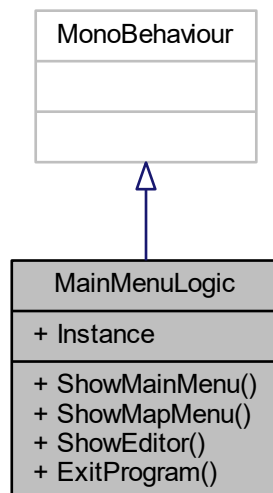 MonoBehaviour
MainMenuLogic
+ Instance
+ ShowMainMenu()
+ ShowMapMenu()
+ ShowEditor()
+ ExitProgram()